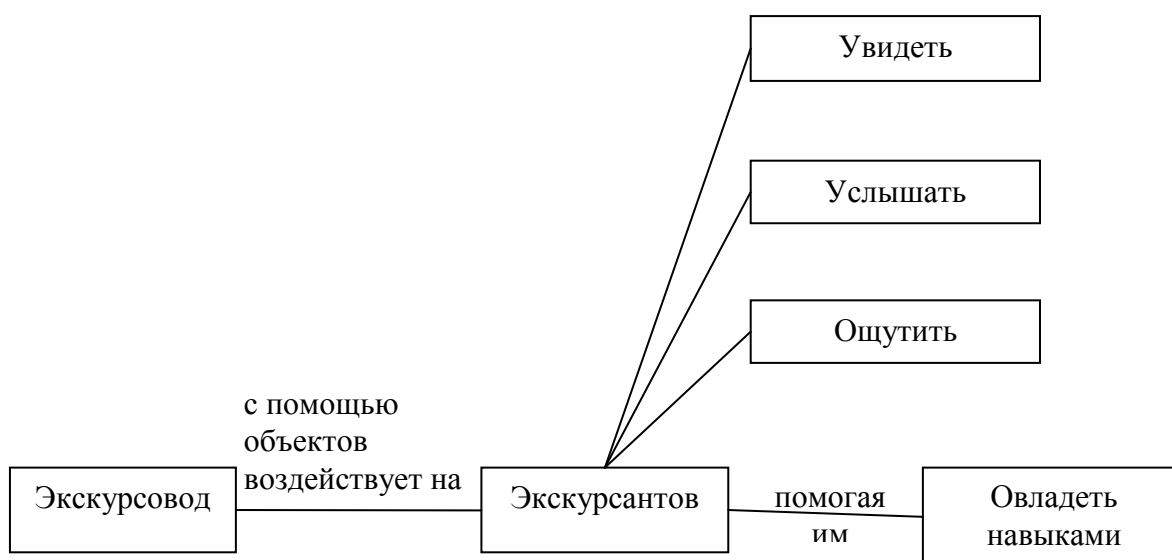 Увидеть
Услышать
Ощутить
с помощью
объектов
воздействует на
Экскурсовод
Экскурсантов
помогая
им
Овладеть
навыками